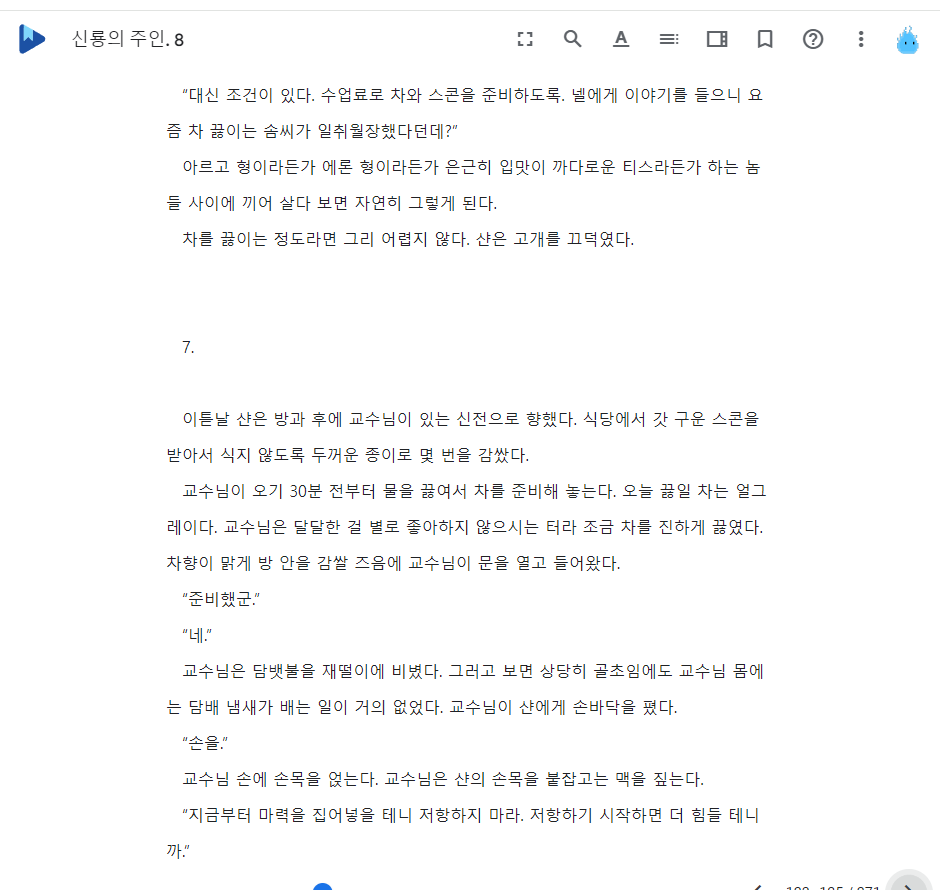 신룡의 주인. 8
“대신 조건이 있다. 수업료로 차와 스콘을 준비하도록. 넬에게 이야기를 들으니 요
즘 차 끓이는 솜씨가 일취월장했다던데?”
아르고 형이라든가 에론 형이라든가 은근히 입맛이 까다로운 티스라든가 하는 놈
들 사이에 끼어 살다 보면 자연히 그렇게 된다.
차를 끓이는 정도라면 그리 어렵지 않다. 샨은 고개를 끄덕였다.
7.
이튿날 샨은 방과 후에 교수님이 있는 신전으로 향했다. 식당에서 갓 구운 스콘을
받아서 식지 않도록 두꺼운 종이로 몇 번을 감쌌다.
교수님이 오기 30분 전부터 물을 끓여서 차를 준비해 놓는다. 오늘 끓일 차는 얼그
레이다. 교수님은 달달한 걸 별로 좋아하지 않으시는 터라 조금 차를 진하게 끓였다.
차향이 맑게 방 안을 감쌀 즈음에 교수님이 문을 열고 들어왔다.
“준비했군.”
“네.”
교수님은 담뱃불을 재떨이에 비볐다. 그러고 보면 상당히 골초임에도 교수님 몸에
는 담배 냄새가 배는 일이 거의 없었다. 교수님이 샨에게 손바닥을 폈다.
“손을.”
교수님 손에 손목을 얹는다. 교수님은 샨의 손목을 붙잡고는 맥을 짚는다.
“지금부터 마력을 집어넣을 테니 저항하지 마라. 저항하기 시작하면 더 힘들 테니
까.”